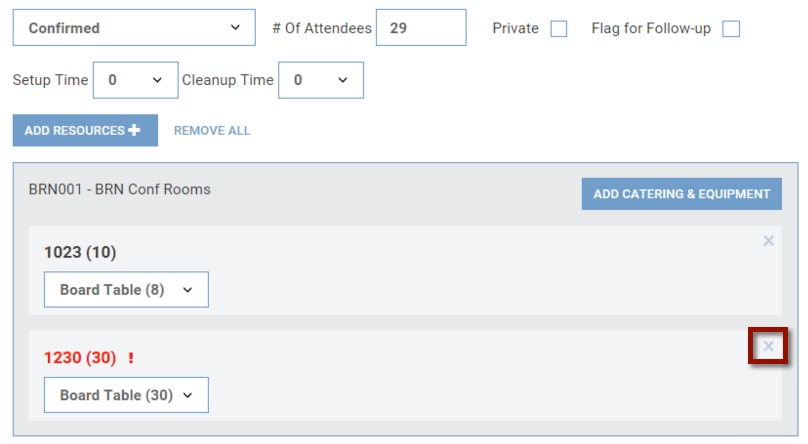 Confirmed # Of Attendees 29 Private Flag for Follow-up
Setup Time 0 Cleanup Time 0
ADD RESOURCES + REMOVE ALL
BRN001 - BRN Conf Rooms ADD CATERING & EQUIPMENT
1023 (10)
Board Table (8)
1230 (30) !
Board Table (30)